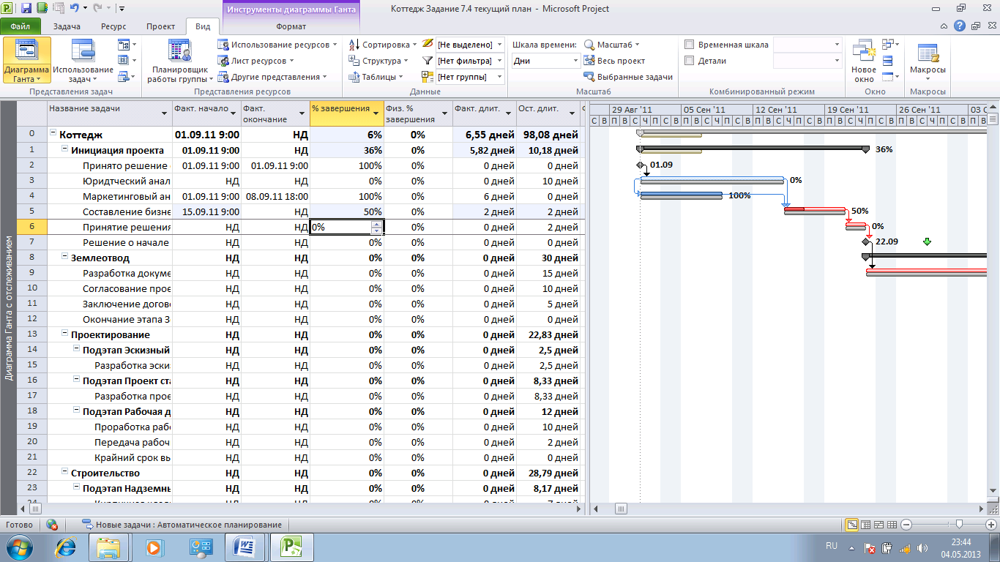 Инструменты диаграммы Ганта
Коттедж Задание 7.4 текущий план - Microsoft Project
Файл Задача Ресурс Проект Вид Формат
Диаграмма Ганта
Использование задач
Планировщик работы группы
Использование ресурсов
Лист ресурсов
Другие представления
Сортировка
Структура
Таблицы
[Не выделено]
[Нет фильтра]
[Нет группы]
Шкала времени:
Дни
Масштаб
Весь проект
Выбранные задачи
Временная шкала
Детали
Новое окно
Макросы
Представления задач Представления ресурсов Данные Масштаб Комбинированный режим Окно Макросы
Название задачи Факт. начало Факт. окончание % завершения Физ. % завершения Факт. длит. Ост. длит.
29 Авг '11 05 Сен '11 12 Сен '11 19 Сен '11 26 Сен '11 03 О
С В П В С Ч П С В П В С Ч П С В П В С Ч П С В П В С Ч П С В П В С Ч П С В П В
0 Коттедж 01.09.11 9:00 НД 6% 0% 6,55 дней 98,08 дней
1 Инициация проекта 01.09.11 9:00 НД 36% 0% 5,82 дней 10,18 дней 36%
2 Принято решение 01.09.11 9:00 01.09.11 9:00 100% 0% 0 дней 0 дней 01.09
3 Юридтческий анал НД НД 0% 0% 0 дней 10 дней 0%
4 Маркетинговый ан 01.09.11 9:00 08.09.11 18:00 100% 0% 6 дней 0 дней 100%
5 Составление бизне 15.09.11 9:00 НД 50% 0% 2 дней 2 дней 50%
6 Принятие решения НД НД 0% 0% 0 дней 2 дней 0%
7 Решение о начале НД НД 0% 0% 0 дней 0 дней 22.09
8 Землеотвод НД НД 0% 0% 0 дней 30 дней
9 Разработка докуме НД НД 0% 0% 0 дней 15 дней
10 Согласование прое НД НД 0% 0% 0 дней 10 дней
11 Заключение догово НД НД 0% 0% 0 дней 5 дней
12 Окончание этапа З НД НД 0% 0% 0 дней 0 дней
13 Проектирование НД НД 0% 0% 0 дней 22,83 дней
14 Подэтап Эскизный НД НД 0% 0% 0 дней 2,5 дней
15 Разработка эски НД НД 0% 0% 0 дней 2,5 дней
16 Подэтап Проект ста НД НД 0% 0% 0 дней 8,33 дней
17 Разработка прое НД НД 0% 0% 0 дней 8,33 дней
18 Подэтап Рабочая д НД НД 0% 0% 0 дней 12 дней
19 Проработка рабо НД НД 0% 0% 0 дней 10 дней
20 Передача рабоч НД НД 0% 0% 0 дней 2 дней
21 Крайний срок вы НД НД 0% 0% 0 дней 0 дней
22 Строительство НД НД 0% 0% 0 дней 28,79 дней
23 Подэтап Надземны НД НД 0% 0% 0 дней 8,17 дней
Диаграмма Ганта с отслеживанием
Готово Новые задачи : Автоматическое планирование
RU 23:44
04.05.2013